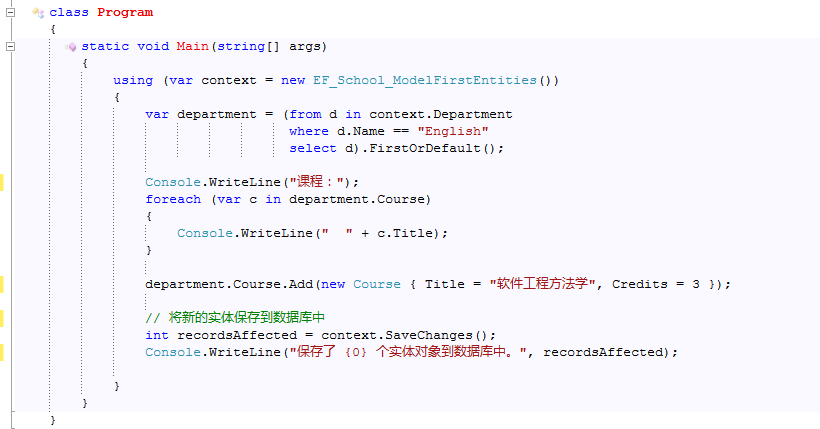 class Program
{
static void Main(string[] args)
{
using (var context = new EF_School_ModelFirstEntities())
{
var department = (from d in context.Department
where d.Name == "English"
select d).FirstOrDefault();
Console.WriteLine("课程：");
foreach (var c in department.Course)
{
Console.WriteLine("  " + c.Title);
}
department.Course.Add(new Course { Title = "软件工程方法学", Credits = 3 });
// 将新的实体保存到数据库中
int recordsAffected = context.SaveChanges();
Console.WriteLine("保存了 {0} 个实体对象到数据库中。", recordsAffected);
}
}
}